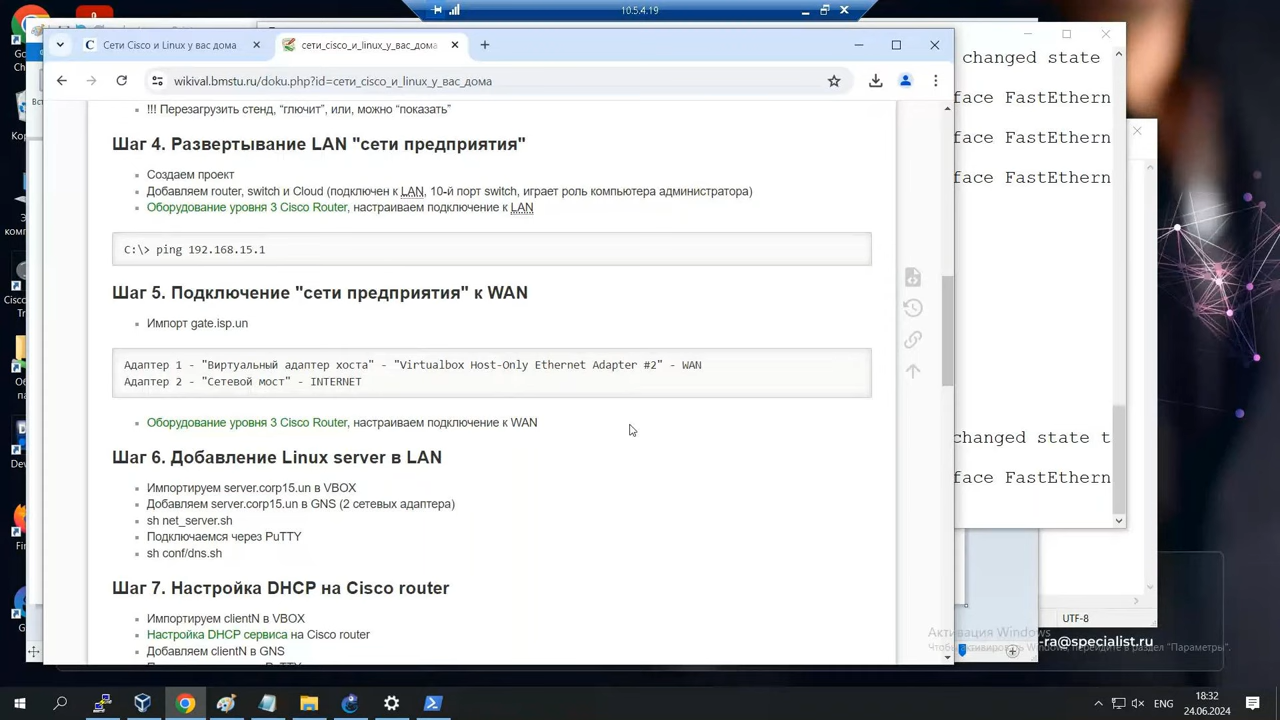 10.5.4.19
Сети Cisco и Linux у вас дома
сети_cisco_и_linux_у_вас_дома
wikival.bmstu.ru/doku.php?id=сети_cisco_и_linux_у_вас_дома
!!! Перезагрузить стенд, “глючит”, или, можно “показать”
Шаг 4. Развертывание LAN "сети предприятия"
Создаем проект
Добавляем router, switch и Cloud (подключен к LAN, 10-й порт switch, играет роль компьютера администратора)
Оборудование уровня 3 Cisco Router, настраиваем подключение к LAN
C:\> ping 192.168.15.1
Шаг 5. Подключение "сети предприятия" к WAN
Импорт gate.isp.un
Адаптер 1 - "Виртуальный адаптер хоста" - "Virtualbox Host-Only Ethernet Adapter #2" - WAN
Адаптер 2 - "Сетевой мост" - INTERNET
Оборудование уровня 3 Cisco Router, настраиваем подключение к WAN
Шаг 6. Добавление Linux server в LAN
Импортируем server.corp15.un в VBOX
Добавляем server.corp15.un в GNS (2 сетевых адаптера)
sh net_server.sh
Подключаемся через PuTTY
sh conf/dns.sh
Шаг 7. Настройка DHCP на Cisco router
Импортируем clientN в VBOX
Настройка DHCP сервиса на Cisco router
Добавляем clientN в GNS
changed state
face FastEthern
face FastEthern
face FastEthern
changed state t
face FastEthern
UTF-8
Активация Windows
-ra@specialist.ru
Чтобы активировать Windows, перейдите в раздел "Параметры".
ENG
18:32
24.06.2024